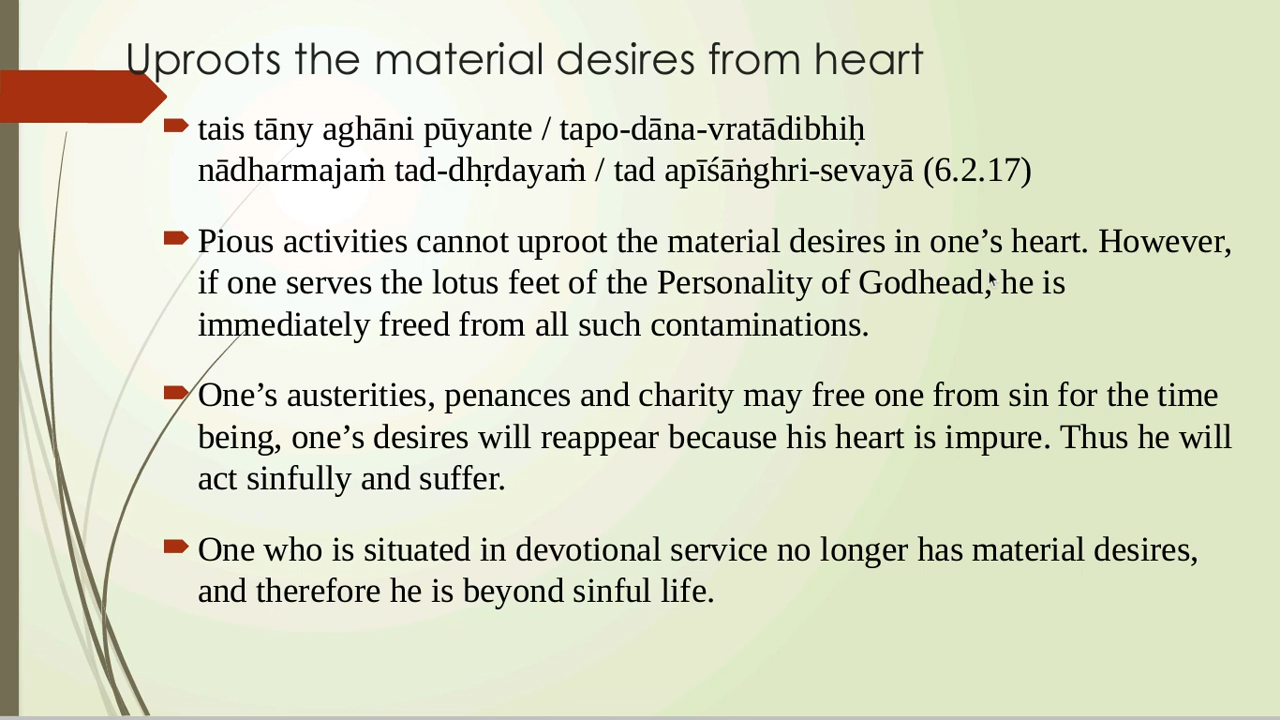 Uproots the material desires from heart
tais tāny aghāni pūyante / tapo-dāna-vratādibhiḥ
nādharmajaṁ tad-dhṛdayaṁ / tad apīśāṅghri-sevayā (6.2.17)
Pious activities cannot uproot the material desires in one’s heart. However,
if one serves the lotus feet of the Personality of Godhead, he is
immediately freed from all such contaminations.
One’s austerities, penances and charity may free one from sin for the time
being, one’s desires will reappear because his heart is impure. Thus he will
act sinfully and suffer.
One who is situated in devotional service no longer has material desires,
and therefore he is beyond sinful life.